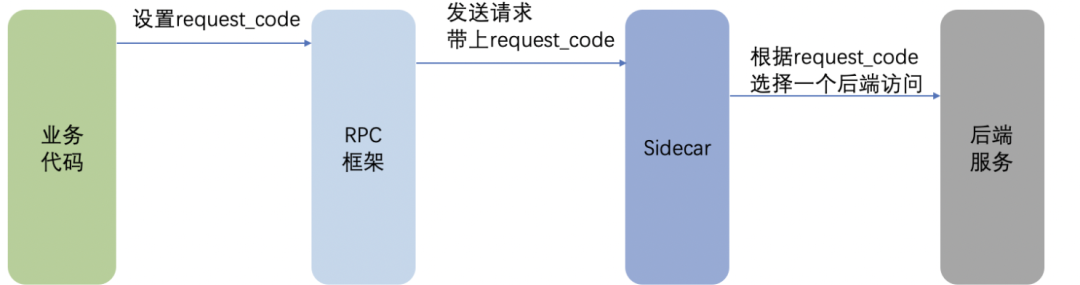 设置request_code
发送请求
带上request_code
根据request_code
选择一个后端访问
业务
代码
RPC
框架
Sidecar
后端
服务